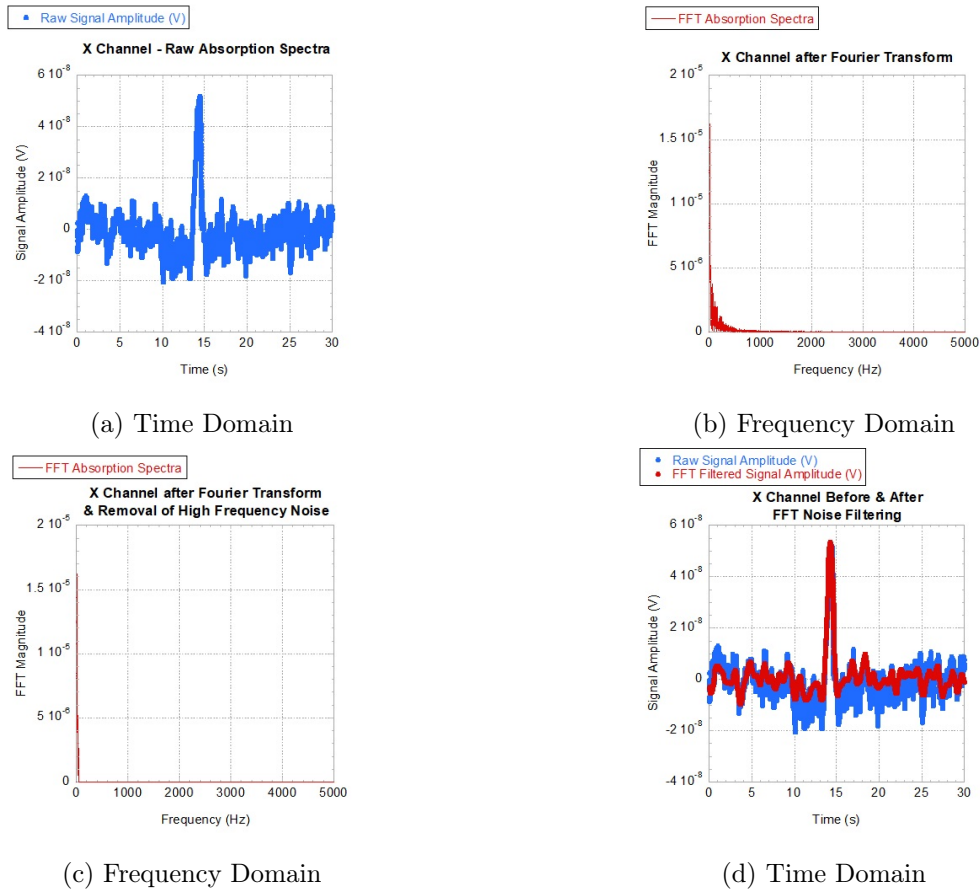 Raw Signal Amplitude (V)
X Channel - Raw Absorption Spectra
6 10⁻⁸
4 10⁻⁸
2 10⁻⁸
0
-2 10⁻⁸
-4 10⁻⁸
Signal Amplitude (V)
0 5 10 15 20 25 30
Time (s)
(a) Time Domain
FFT Absorption Spectra
X Channel after Fourier Transform
2 10⁻⁵
1.5 10⁻⁵
1 10⁻⁵
5 10⁻⁶
0
FFT Magnitude
0 1000 2000 3000 4000 5000
Frequency (Hz)
(b) Frequency Domain
FFT Absorption Spectra
X Channel after Fourier Transform
& Removal of High Frequency Noise
2 10⁻⁵
1.5 10⁻⁵
1 10⁻⁵
5 10⁻⁶
0
FFT Magnitude
0 1000 2000 3000 4000 5000
Frequency (Hz)
(c) Frequency Domain
Raw Signal Amplitude (V)
FFT Filtered Signal Amplitude (V)
X Channel Before & After
FFT Noise Filtering
6 10⁻⁸
4 10⁻⁸
2 10⁻⁸
0
-2 10⁻⁸
-4 10⁻⁸
Signal Amplitude (V)
0 5 10 15 20 25 30
Time (s)
(d) Time Domain